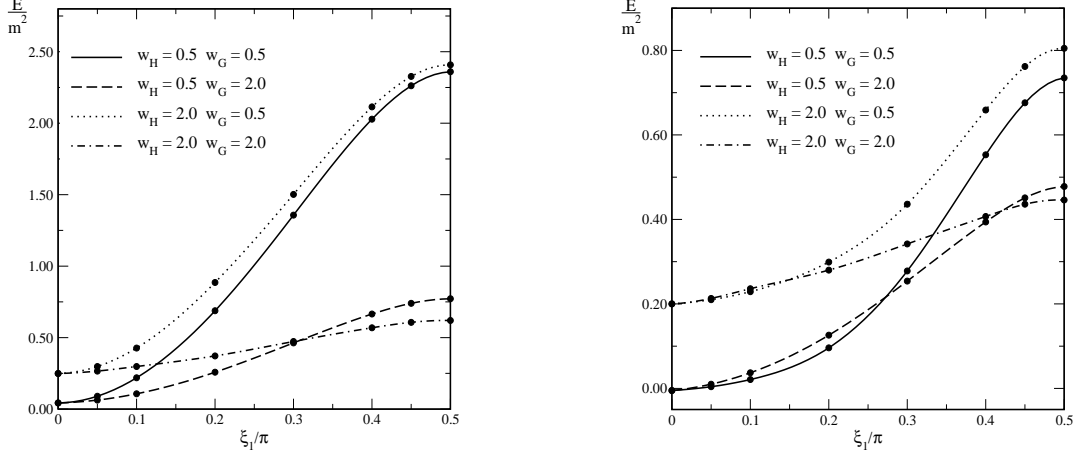 E
m²
2.50
2.00
1.50
1.00
0.50
0.00
w_H = 0.5 w_G = 0.5
w_H = 0.5 w_G = 2.0
w_H = 2.0 w_G = 0.5
w_H = 2.0 w_G = 2.0
0 0.1 0.2 0.3 0.4 0.5
ξ_I/π
E
m²
0.80
0.60
0.40
0.20
0.00
w_H = 0.5 w_G = 0.5
w_H = 0.5 w_G = 2.0
w_H = 2.0 w_G = 0.5
w_H = 2.0 w_G = 2.0
0 0.1 0.2 0.3 0.4 0.5
ξ_I/π